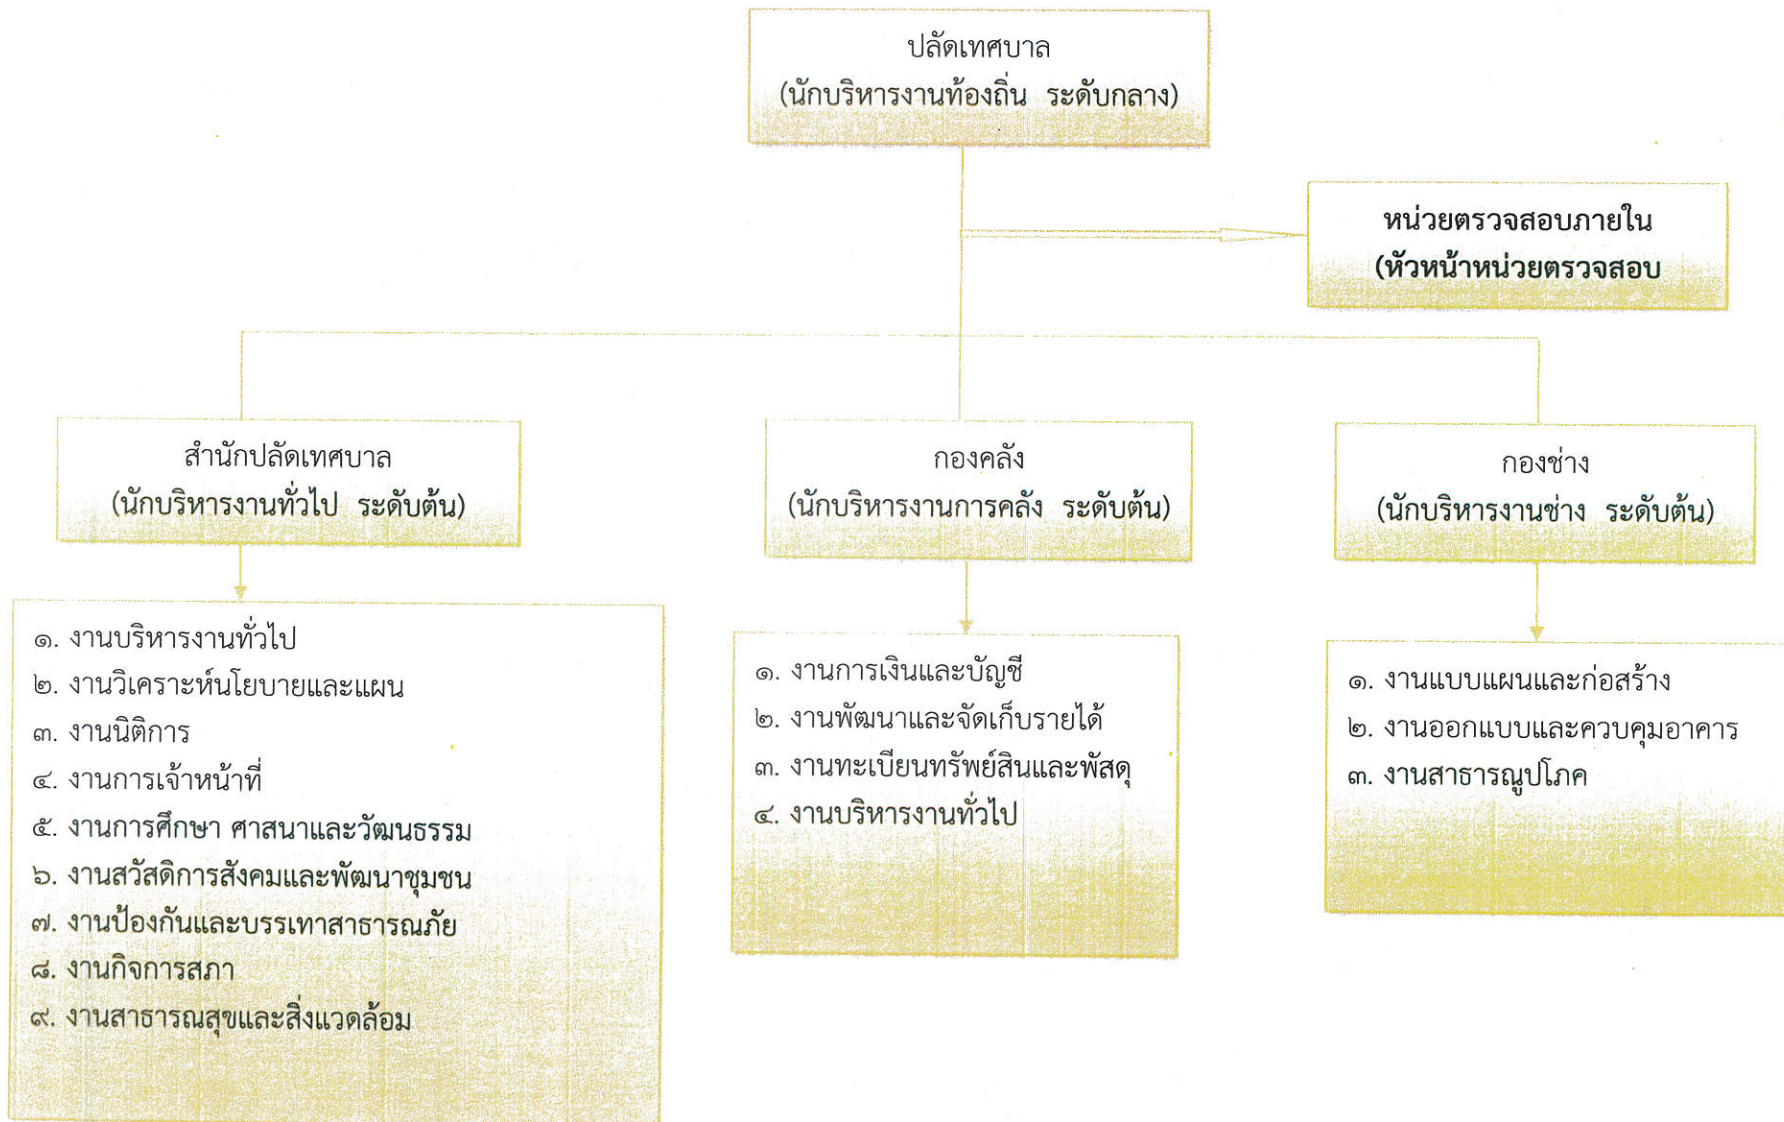 ปลัดเทศบาล
(นักบริหารงานท้องถิ่น ระดับกลาง)
หน่วยตรวจสอบภายใน
(หัวหน้าหน่วยตรวจสอบ
สำนักปลัดเทศบาล
(นักบริหารงานทั่วไป ระดับต้น)
๑. งานบริหารงานทั่วไป
๒. งานวิเคราะห์นโยบายและแผน
๓. งานนิติการ
๔. งานการเจ้าหน้าที่
๕. งานการศึกษา ศาสนาและวัฒนธรรม
๖. งานสวัสดิการสังคมและพัฒนาชุมชน
๗. งานป้องกันและบรรเทาสาธารณภัย
๘. งานกิจการสภา
๙. งานสาธารณสุขและสิ่งแวดล้อม
กองคลัง
(นักบริหารงานการคลัง ระดับต้น)
๑. งานการเงินและบัญชี
๒. งานพัฒนาและจัดเก็บรายได้
๓. งานทะเบียนทรัพย์สินและพัสดุ
๔. งานบริหารงานทั่วไป
กองช่าง
(นักบริหารงานช่าง ระดับต้น)
๑. งานแบบแผนและก่อสร้าง
๒. งานออกแบบและควบคุมอาคาร
๓. งานสาธารณูปโภค